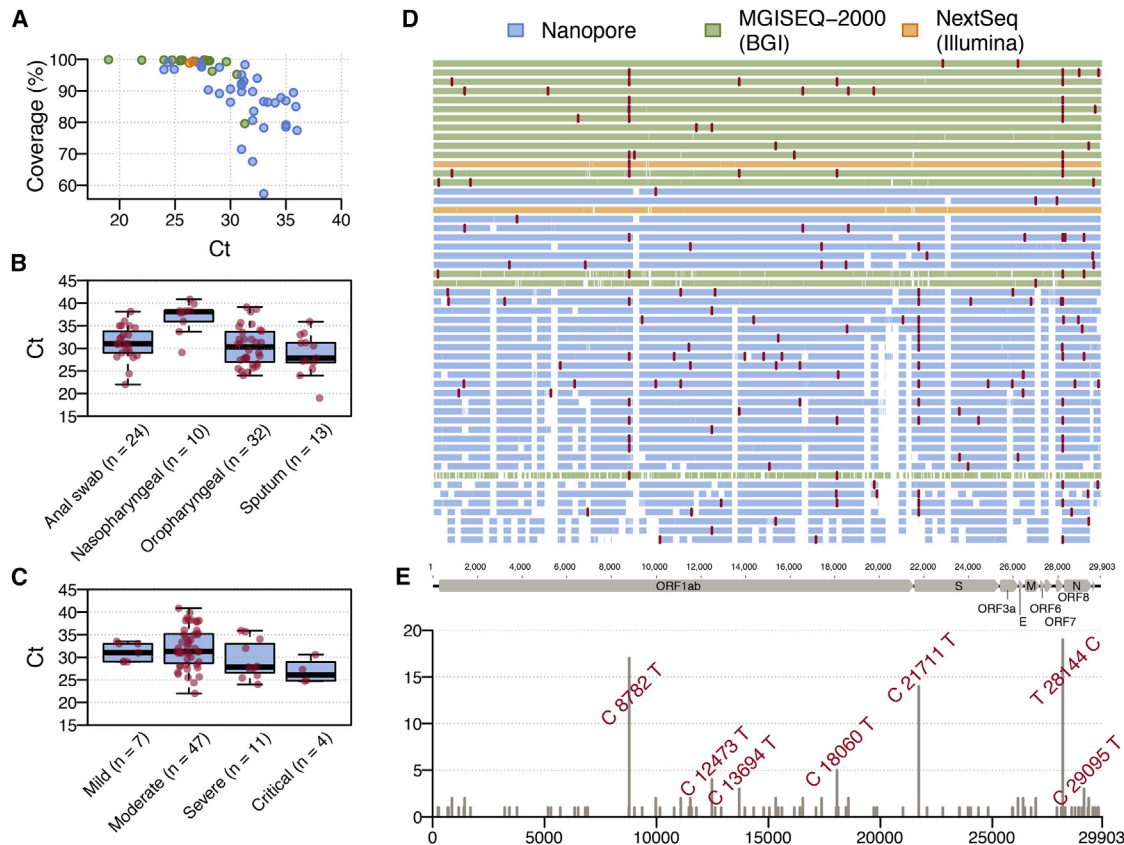 A
100
90
80
70
60
Coverage (%)
20
25
30
35
40
Ct
B
45
40
35
30
25
20
15
Ct
Anal swab (n = 24)
Nasopharyngeal (n = 10)
Oropharyngeal (n = 32)
Sputum (n = 13)
C
45
40
35
30
25
20
15
Ct
Mild (n = 7)
Moderate (n = 47)
Severe (n = 11)
Critical (n = 4)
D
Nanopore
MGISEQ−2000
(BGI)
NextSeq
(Illumina)
E
1
2,000
4,000
6,000
8,000
10,000
12,000
14,000
16,000
18,000
20,000
22,000
24,000
26,000
28,000
29,903
ORF1ab
S
M
N
ORF3a
E
ORF6
ORF7
ORF8
20
15
10
5
0
C 8782 T
C 12473 T
C 13694 T
C 18060 T
C 21711 T
T 28144 C
C 29095 T
0
5000
10000
15000
20000
25000
29903